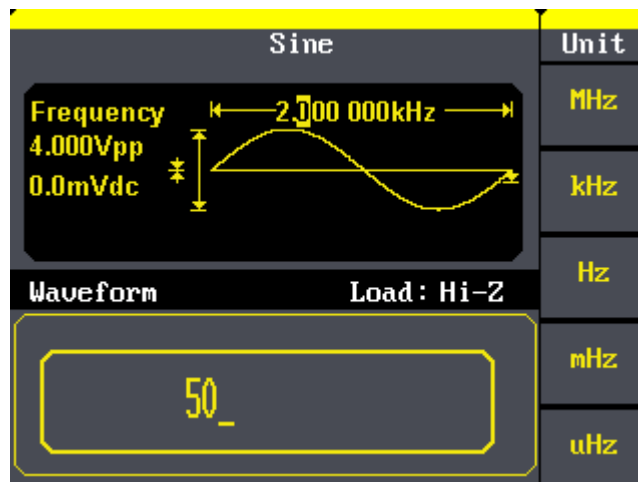 Sine
Unit
Frequency
2.000 000kHz
4.000Vpp
0.0mVdc
MHz
kHz
Hz
mHz
uHz
Waveform
Load: Hi-Z
50_